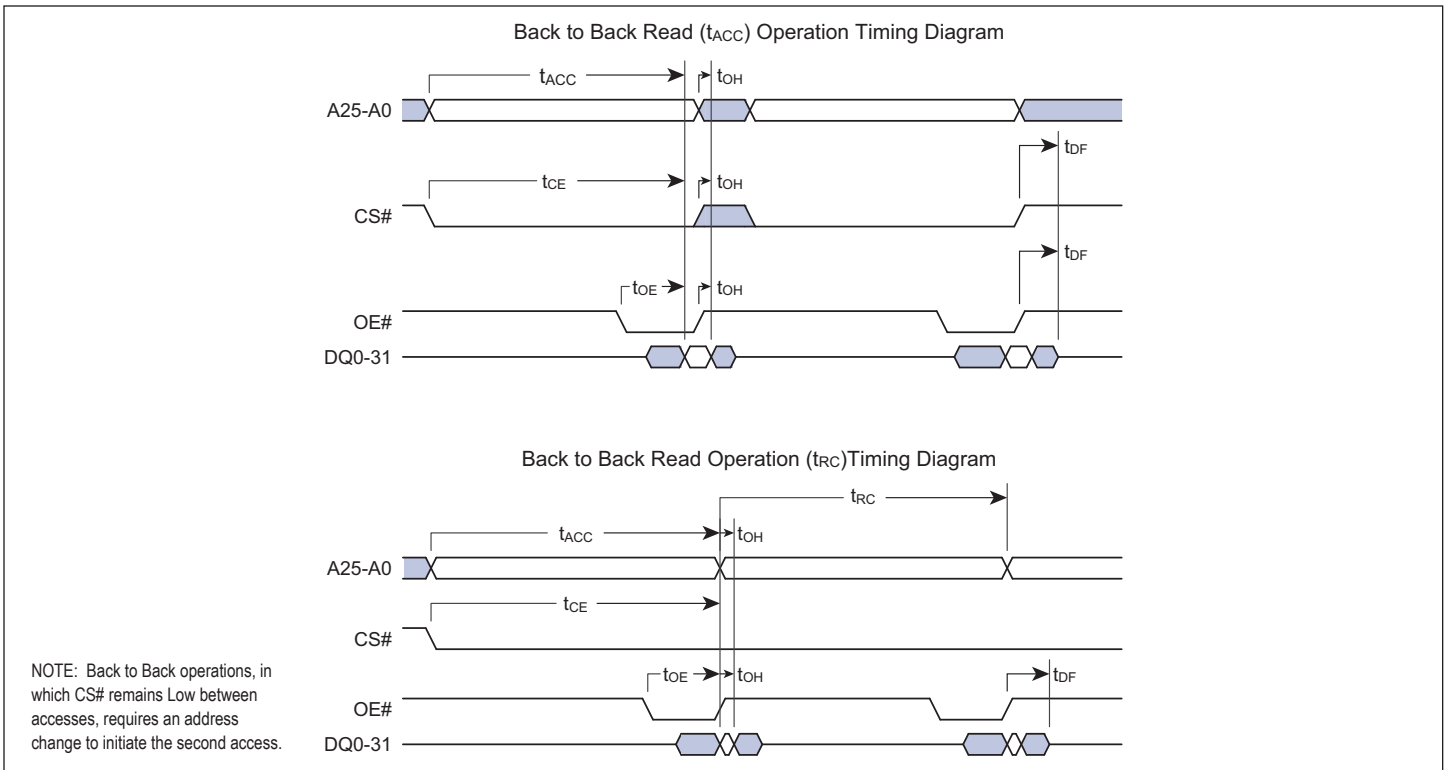 Back to Back Read (tACC) Operation Timing Diagram
tACC
tOH
A25-A0
tDF
tCE
tOH
CS#
tDF
tOE
tOH
OE#
DQ0-31
Back to Back Read Operation (tRC)Timing Diagram
tRC
tACC
tOH
A25-A0
tCE
CS#
tOE
tOH
tDF
OE#
DQ0-31
NOTE: Back to Back operations, in
which CS# remains Low between
accesses, requires an address
change to initiate the second access.